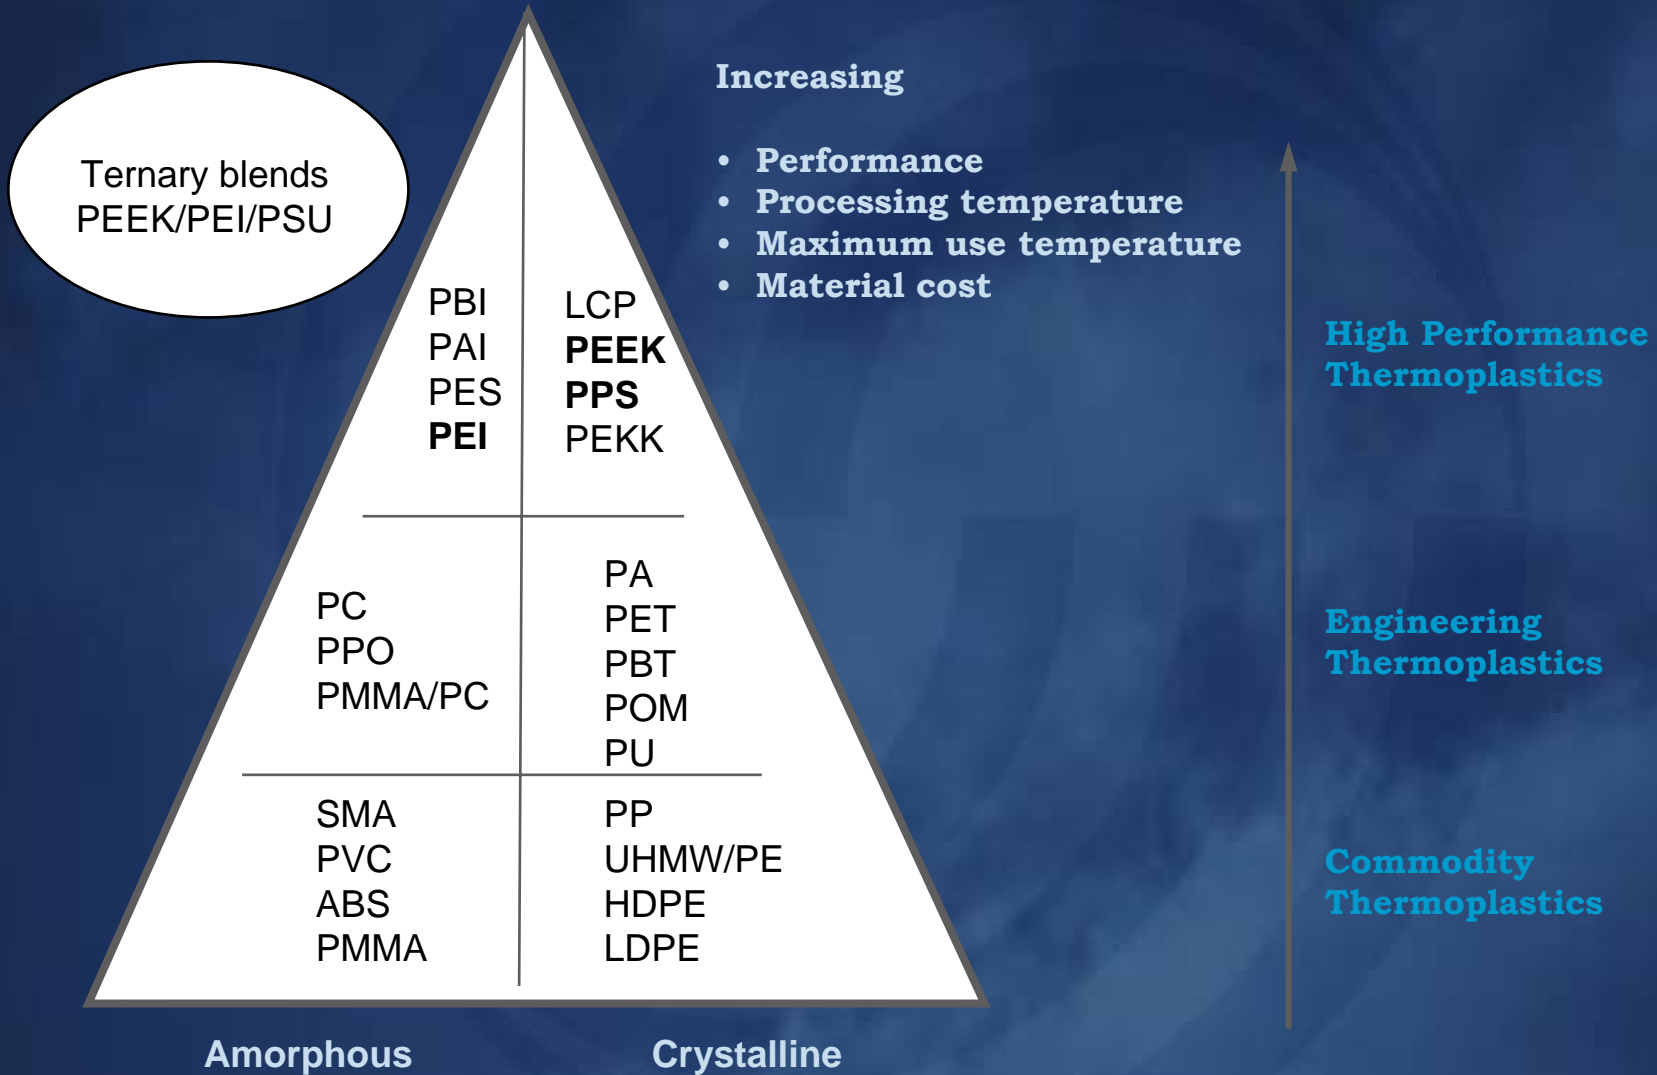 Ternary blends
PEEK/PEI/PSU
Increasing
• Performance
• Processing temperature
• Maximum use temperature
• Material cost
PBI
PAI
PES
PEI
LCP
PEEK
PPS
PEKK
High Performance
Thermoplastics
PC
PPO
PMMA/PC
PA
PET
PBT
POM
PU
Engineering
Thermoplastics
SMA
PVC
ABS
PMMA
PP
UHMW/PE
HDPE
LDPE
Commodity
Thermoplastics
Amorphous
Crystalline